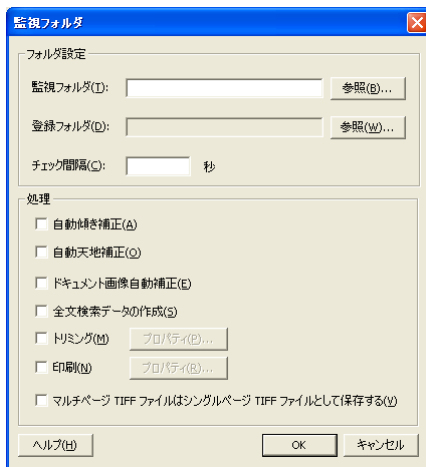 監視フォルダ
フォルダ設定
監視フォルダ(T): 参照(B)...
登録フォルダ(D): 参照(W)...
チェック間隔(C): 秒
処理
自動傾き補正(A)
自動天地補正(O)
ドキュメント画像自動補正(E)
全文検索データの作成(S)
トリミング(M) プロパティ(P)...
印刷(N) プロパティ(R)...
マルチページ TIFF ファイルはシングルページ TIFF ファイルとして保存する(V)
ヘルプ(H) OK キャンセル